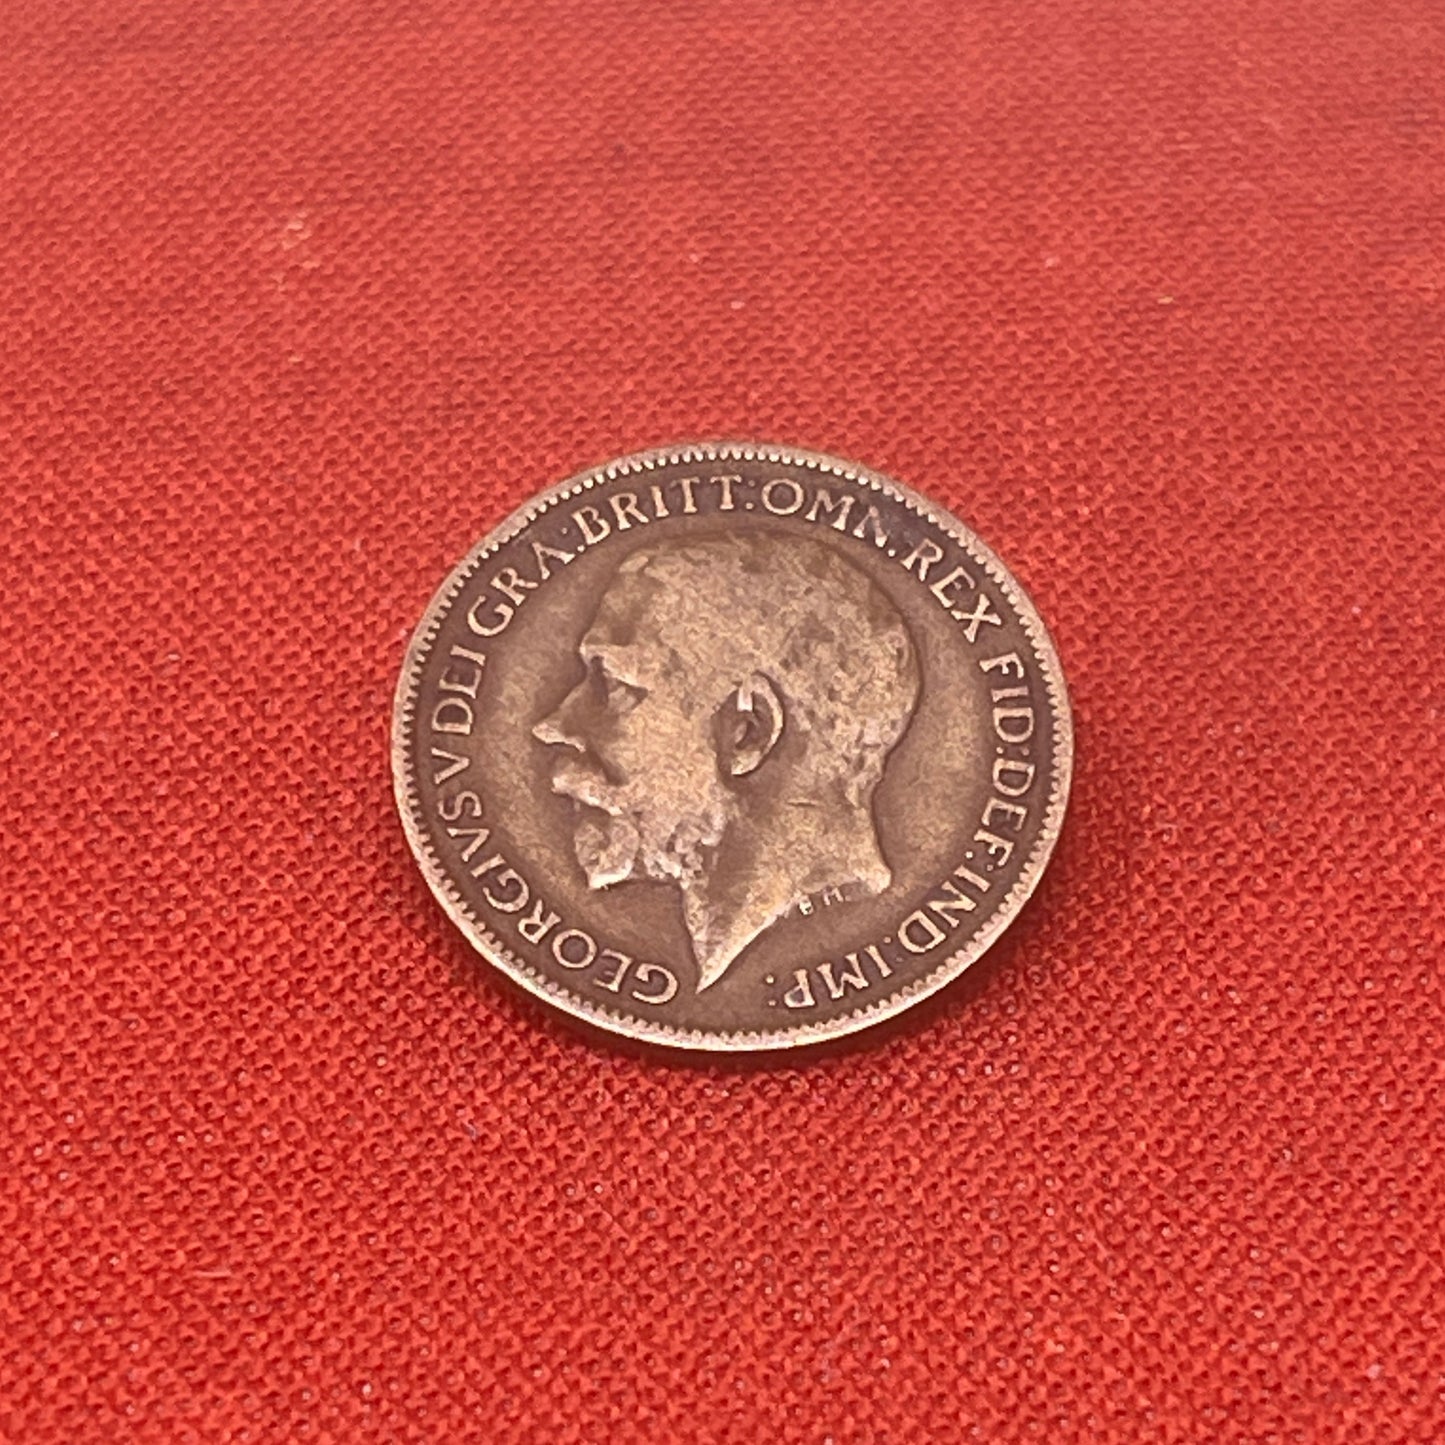 GEORGIVS V DEI GRA: BRITT: OMN: REX FID: DEF: IND: IMP:
B.M.